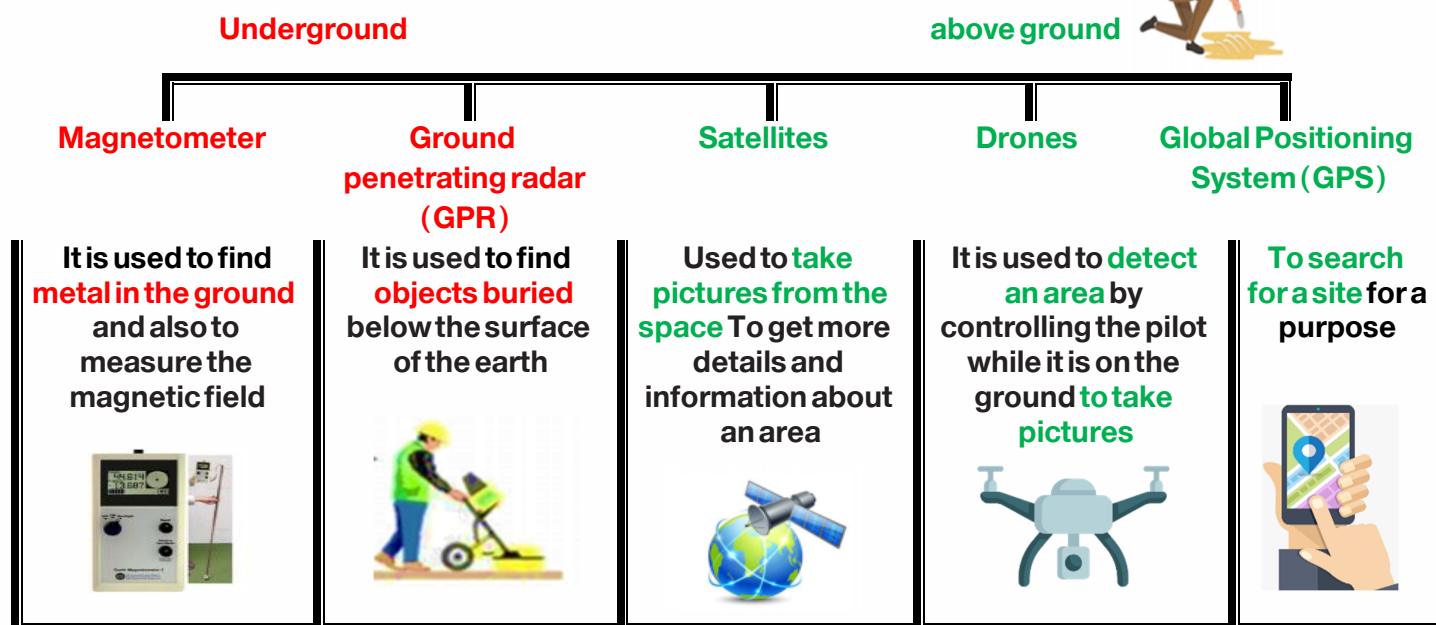 Underground
above ground
Magnetometer
Ground
penetrating radar
(GPR)
Satellites
Drones
Global Positioning
System (GPS)
It is used to find
metal in the ground
and also to
measure the
magnetic field
It is used to find
objects buried
below the surface
of the earth
Used to take
pictures from the
space To get more
details and
information about
an area
It is used to detect
an area by
controlling the pilot
while it is on the
ground to take
pictures
To search
for a site for a
purpose